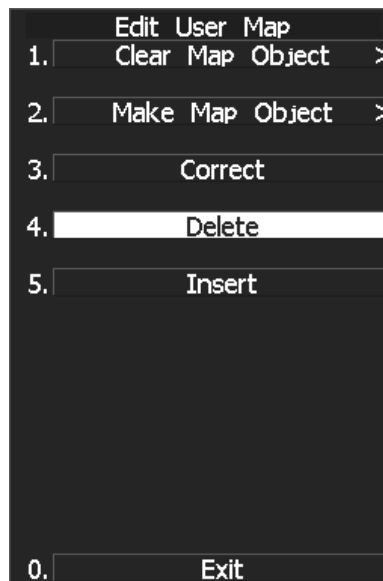 Edit User Map
1. Clear Map Object >
2. Make Map Object >
3. Correct
4. Delete
5. Insert
0. Exit